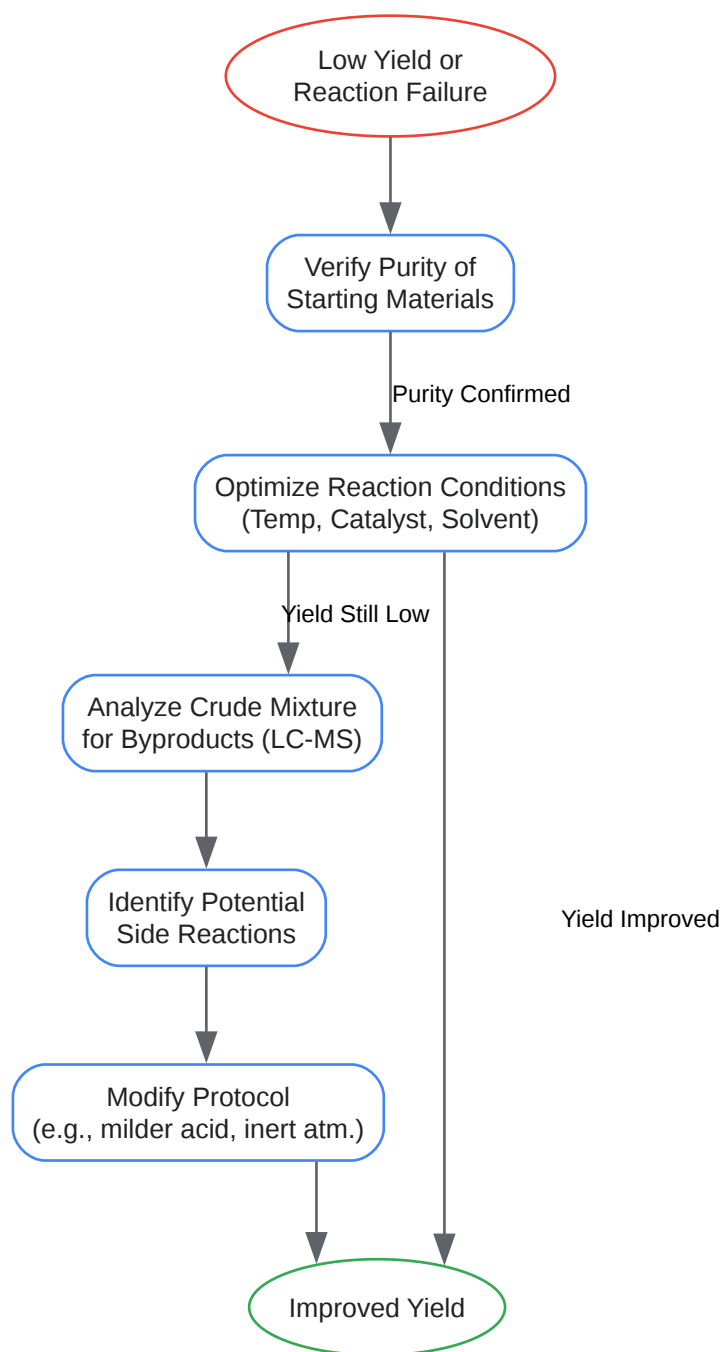 Low Yield or
Reaction Failure
Verify Purity of
Starting Materials
Purity Confirmed
Optimize Reaction Conditions
(Temp, Catalyst, Solvent)
Yield Still Low
Analyze Crude Mixture
for Byproducts (LC-MS)
Identify Potential
Side Reactions
Yield Improved
Modify Protocol
(e.g., milder acid, inert atm.)
Improved Yield